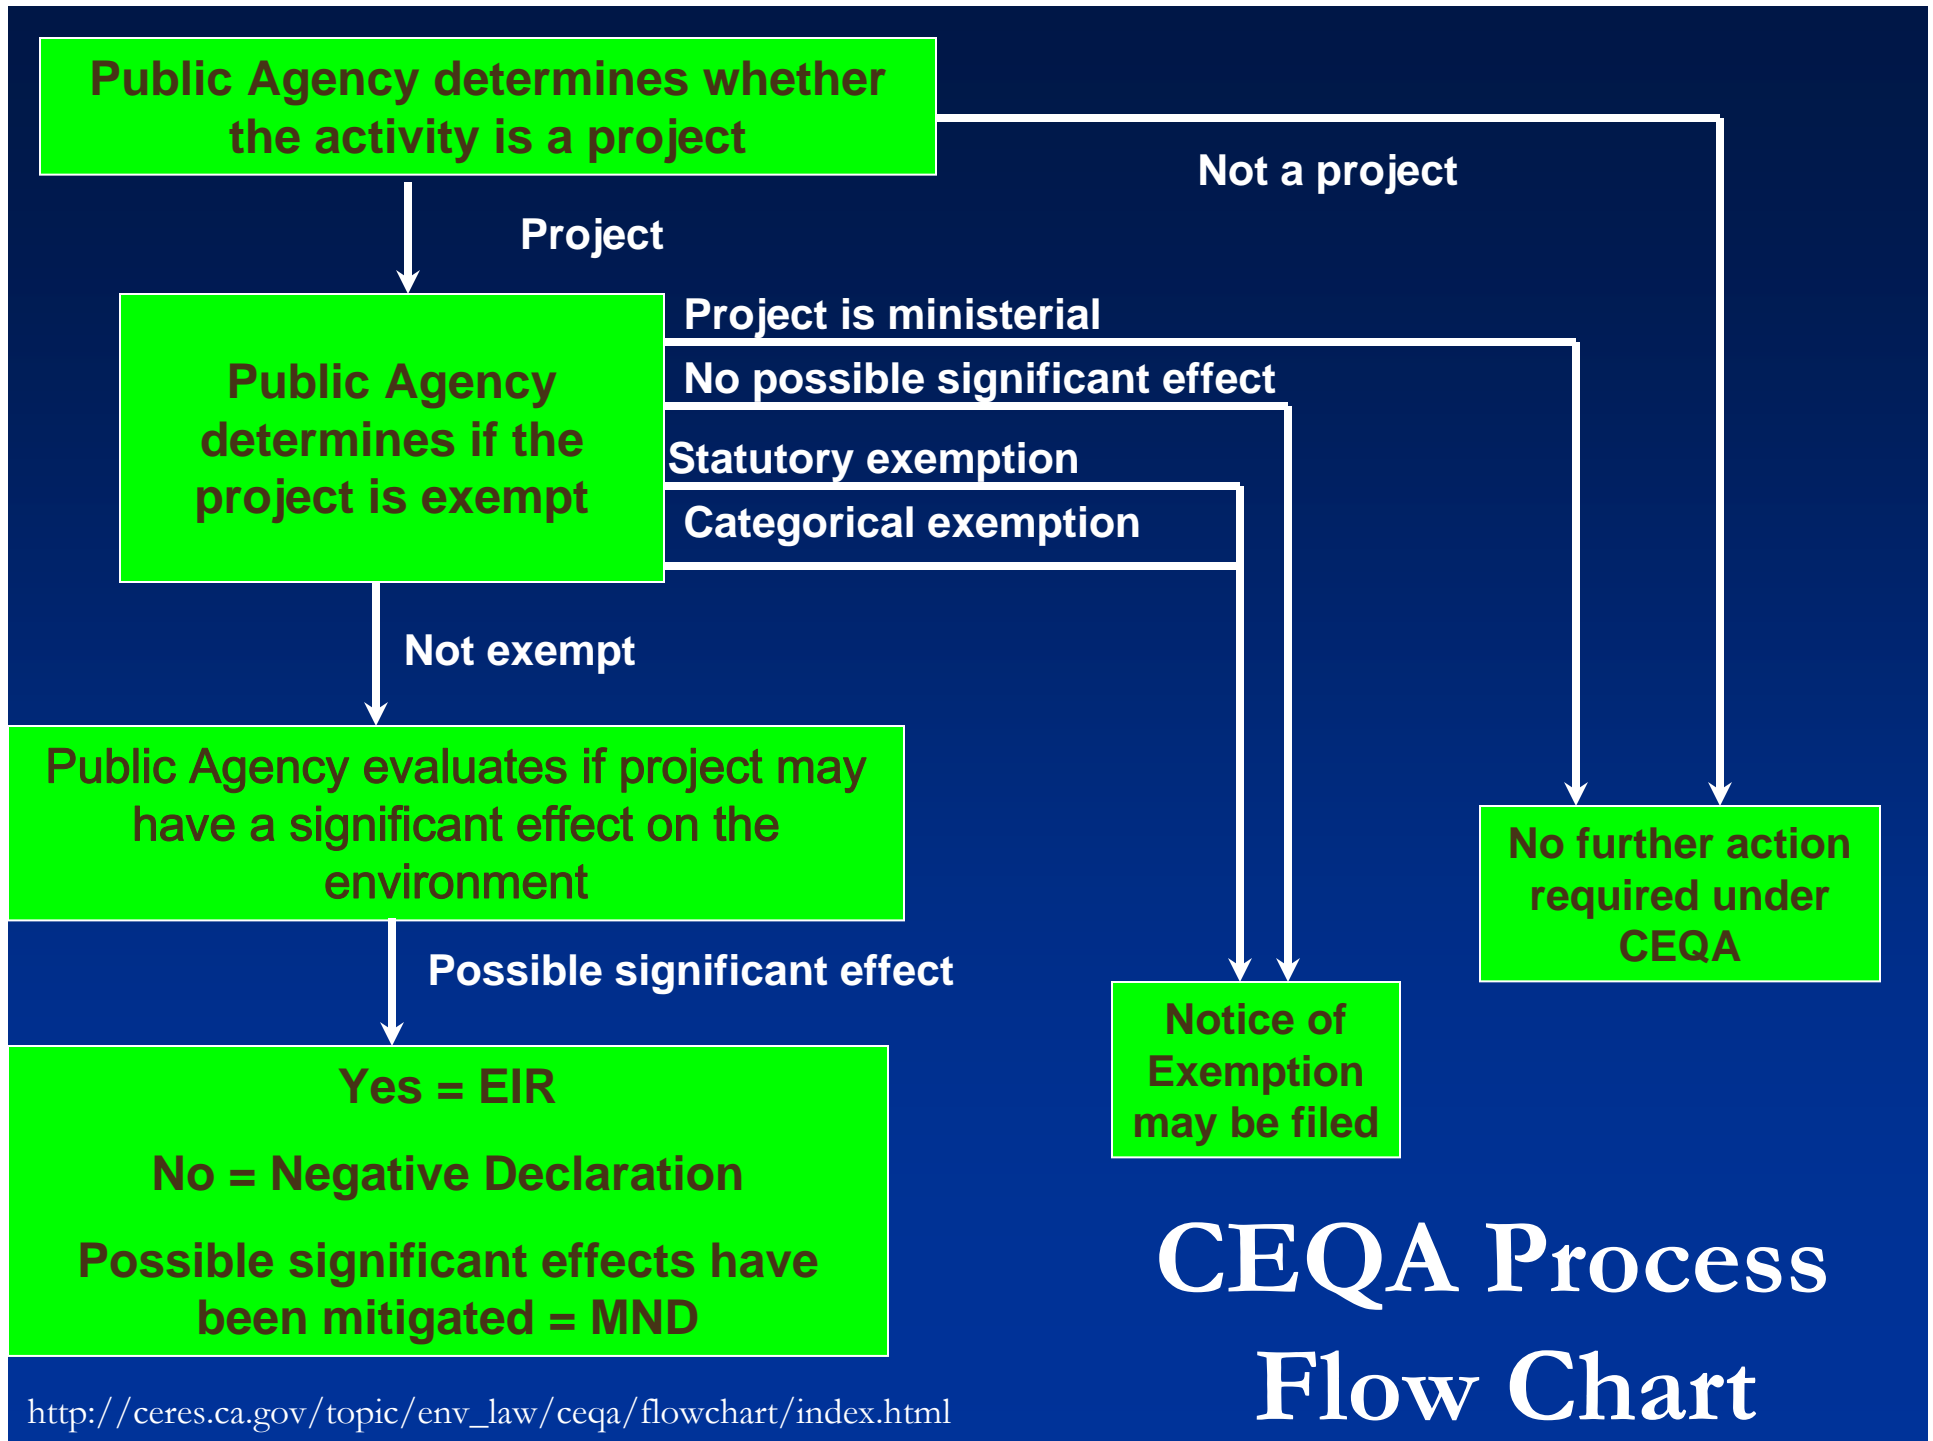 Public Agency determines whether
the activity is a project
Not a project
Project
Project is ministerial
No possible significant effect
Statutory exemption
Categorical exemption
Public Agency
determines if the
project is exempt
Not exempt
Public Agency evaluates if project may
have a significant effect on the
environment
No further action
required under
CEQA
Possible significant effect
Notice of
Exemption
may be filed
Yes = EIR
No = Negative Declaration
Possible significant effects have
been mitigated = MND
CEQA Process
Flow Chart
http://ceres.ca.gov/topic/env_law/ceqa/flowchart/index.html